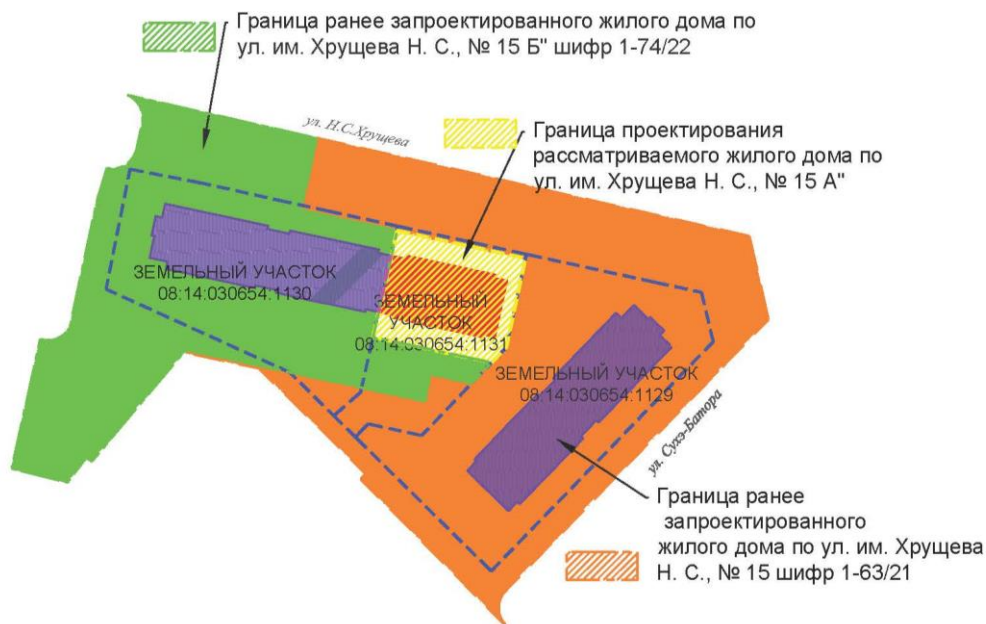 Граница ранее запроектированного жилого дома по
ул. им. Хрущева Н. С., № 15 Б" шифр 1-74/22
ул. Н.С.Хрущева
Граница проектирования
рассматриваемого жилого дома по
ул. им. Хрущева Н. С., № 15 А"
ЗЕМЕЛЬНЫЙ УЧАСТОК
08:14:030654:1130
ЗЕМЕЛЬНЫЙ
УЧАСТОК
08:14:030654:1131
ЗЕМЕЛЬНЫЙ УЧАСТОК
08:14:030654:1129
ул. Сухэ-Батора
Граница ранее
запроектированного
жилого дома по ул. им. Хрущева
Н. С., № 15 шифр 1-63/21